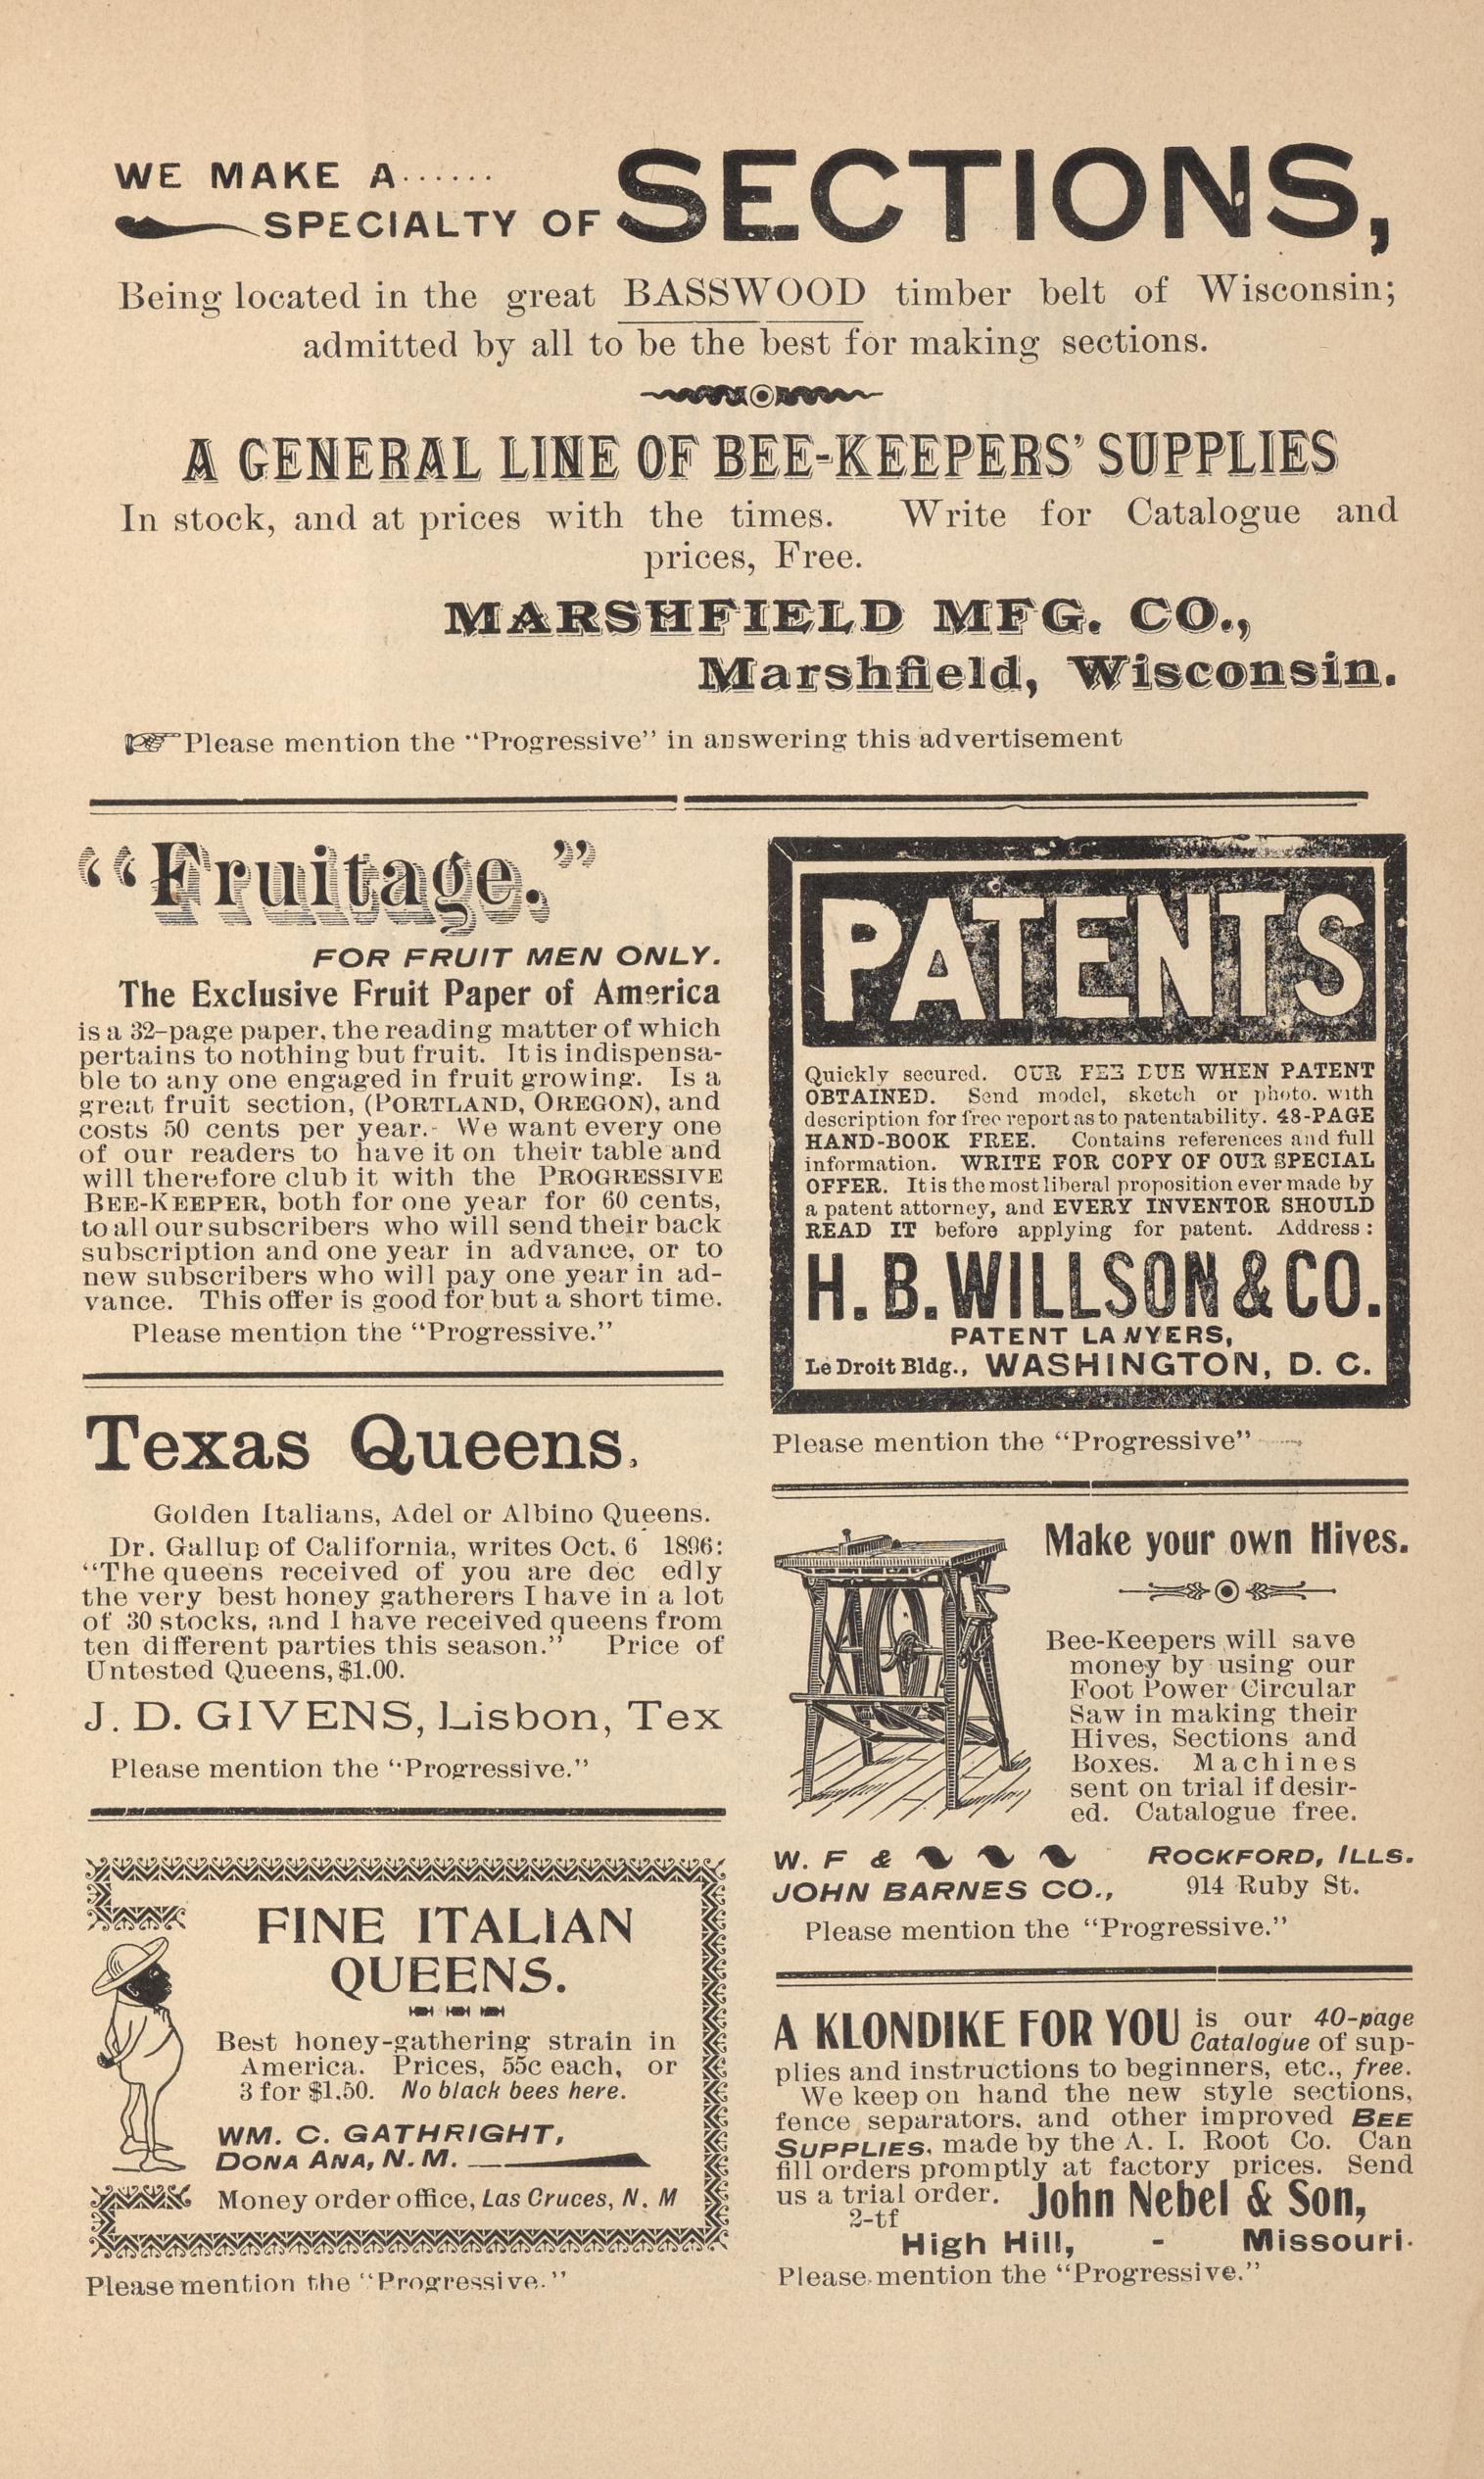 WE MAKE A......
SPECIALTY OF SECTIONS,
Being located in the great BASSWOOD timber belt of Wisconsin;
admitted by all to be the best for making sections.
A GENERAL LINE OF BEE-KEEPERS' SUPPLIES
In stock, and at prices with the times. Write for Catalogue and
prices, Free.
MARSHFIELD MFG. CO.,
Marshfield, Wisconsin.
☞Please mention the "Progressive" in answering this advertisement
"Fruitage."
FOR FRUIT MEN ONLY.
The Exclusive Fruit Paper of America
is a 32-page paper, the reading matter of which
pertains to nothing but fruit. It is indispensa-
ble to any one engaged in fruit growing. Is a
great fruit section, (PORTLAND, OREGON), and
costs 50 cents per year.- We want every one
of our readers to have it on their table and
will therefore club it with the PROGRESSIVE
BEE-KEEPER, both for one year for 60 cents,
to all our subscribers who will send their back
subscription and one year in advance, or to
new subscribers who will pay one year in ad-
vance. This offer is good for but a short time.
Please mention the "Progressive."
Texas Queens,
Golden Italians, Adel or Albino Queens.
Dr. Gallup of California, writes Oct. 6 1896:
"The queens received of you are dec edly
the very best honey gatherers I have in a lot
of 30 stocks, and I have received queens from
ten different parties this season." Price of
Untested Queens, $1.00.
J. D. GIVENS, Lisbon, Tex
Please mention the "Progressive."
FINE ITALIAN
QUEENS.
Best honey-gathering strain in
America. Prices, 55c each, or
3 for $1.50. No black bees here.
WM. C. GATHRIGHT,
DONA ANA, N. M.
Money order office, Las Cruces, N. M
Please mention the "Progressive."
PATENTS
Quickly secured. OUR FEE DUE WHEN PATENT
OBTAINED. Send model, sketch or photo. with
description for free report as to patentability. 48-PAGE
HAND-BOOK FREE. Contains references and full
information. WRITE FOR COPY OF OUR SPECIAL
OFFER. It is the most liberal proposition ever made by
a patent attorney, and EVERY INVENTOR SHOULD
READ IT before applying for patent. Address:
H. B. WILLSON & CO.
PATENT LAWYERS,
Le Droit Bldg., WASHINGTON, D. C.
Please mention the "Progressive"
Make your own Hives.
Bee-Keepers will save
money by using our
Foot Power Circular
Saw in making their
Hives, Sections and
Boxes. Machines
sent on trial if desir-
ed. Catalogue free.
W. F & ROCKFORD, ILLS.
JOHN BARNES CO., 914 Ruby St.
Please mention the "Progressive."
A KLONDIKE FOR YOU is our 40-page
Catalogue of sup-
plies and instructions to beginners, etc., free.
We keep on hand the new style sections,
fence separators, and other improved BEE
SUPPLIES, made by the A. I. Root Co. Can
fill orders promptly at factory prices. Send
us a trial order. John Nebel & Son,
2-tf
High Hill, - Missouri.
Please mention the "Progressive."